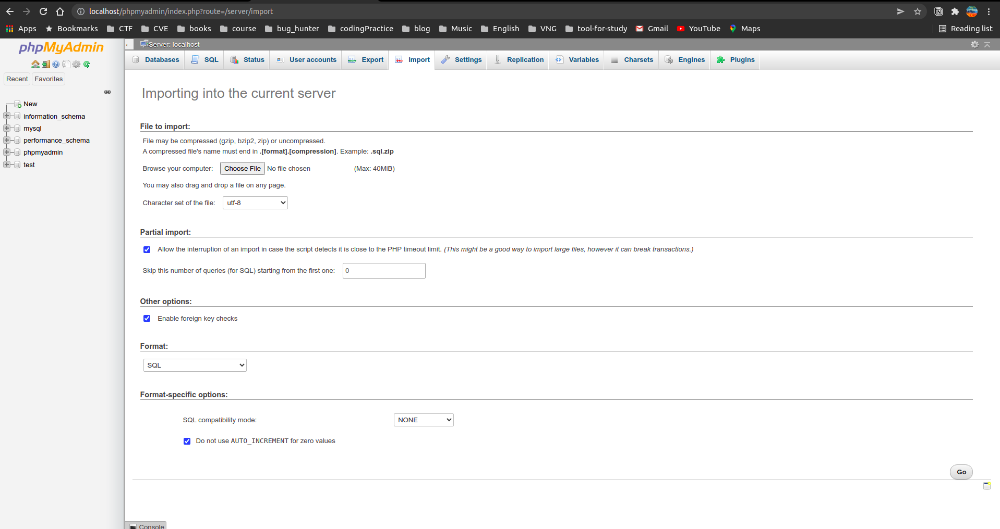 localhost/phpmyadmin/index.php?route=/server/import
Apps Bookmarks CTF CVE books course bug_hunter codingPractice blog Music English VNG tool-for-study Gmail YouTube Maps Reading list
phpMyAdmin
Server: localhost
Databases SQL Status User accounts Export Import Settings Replication Variables Charsets Engines Plugins
Recent Favorites
New
information_schema
mysql
performance_schema
phpmyadmin
test
Importing into the current server
File to import:
File may be compressed (gzip, bzip2, zip) or uncompressed.
A compressed file's name must end in .[format].[compression]. Example: .sql.zip
Browse your computer: Choose File No file chosen (Max: 40MiB)
You may also drag and drop a file on any page.
Character set of the file: utf-8
Partial import:
Allow the interruption of an import in case the script detects it is close to the PHP timeout limit. (This might be a good way to import large files, however it can break transactions.)
Skip this number of queries (for SQL) starting from the first one: 0
Other options:
Enable foreign key checks
Format:
SQL
Format-specific options:
SQL compatibility mode: NONE
Do not use AUTO_INCREMENT for zero values
Go
Console